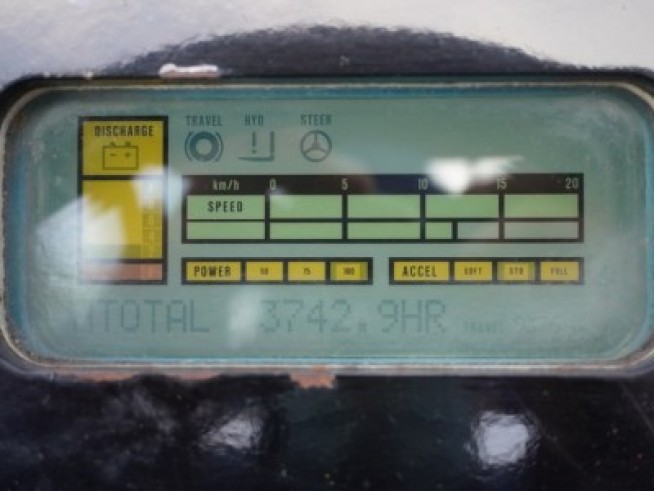 TRAVEL HYD STEER
DISCHARGE
- +
!
km/h 0 5 10 15 20
SPEED
POWER 50 75 100 ACCEL SOFT STD FULL
TOTAL 3742.9HR TRAVEL